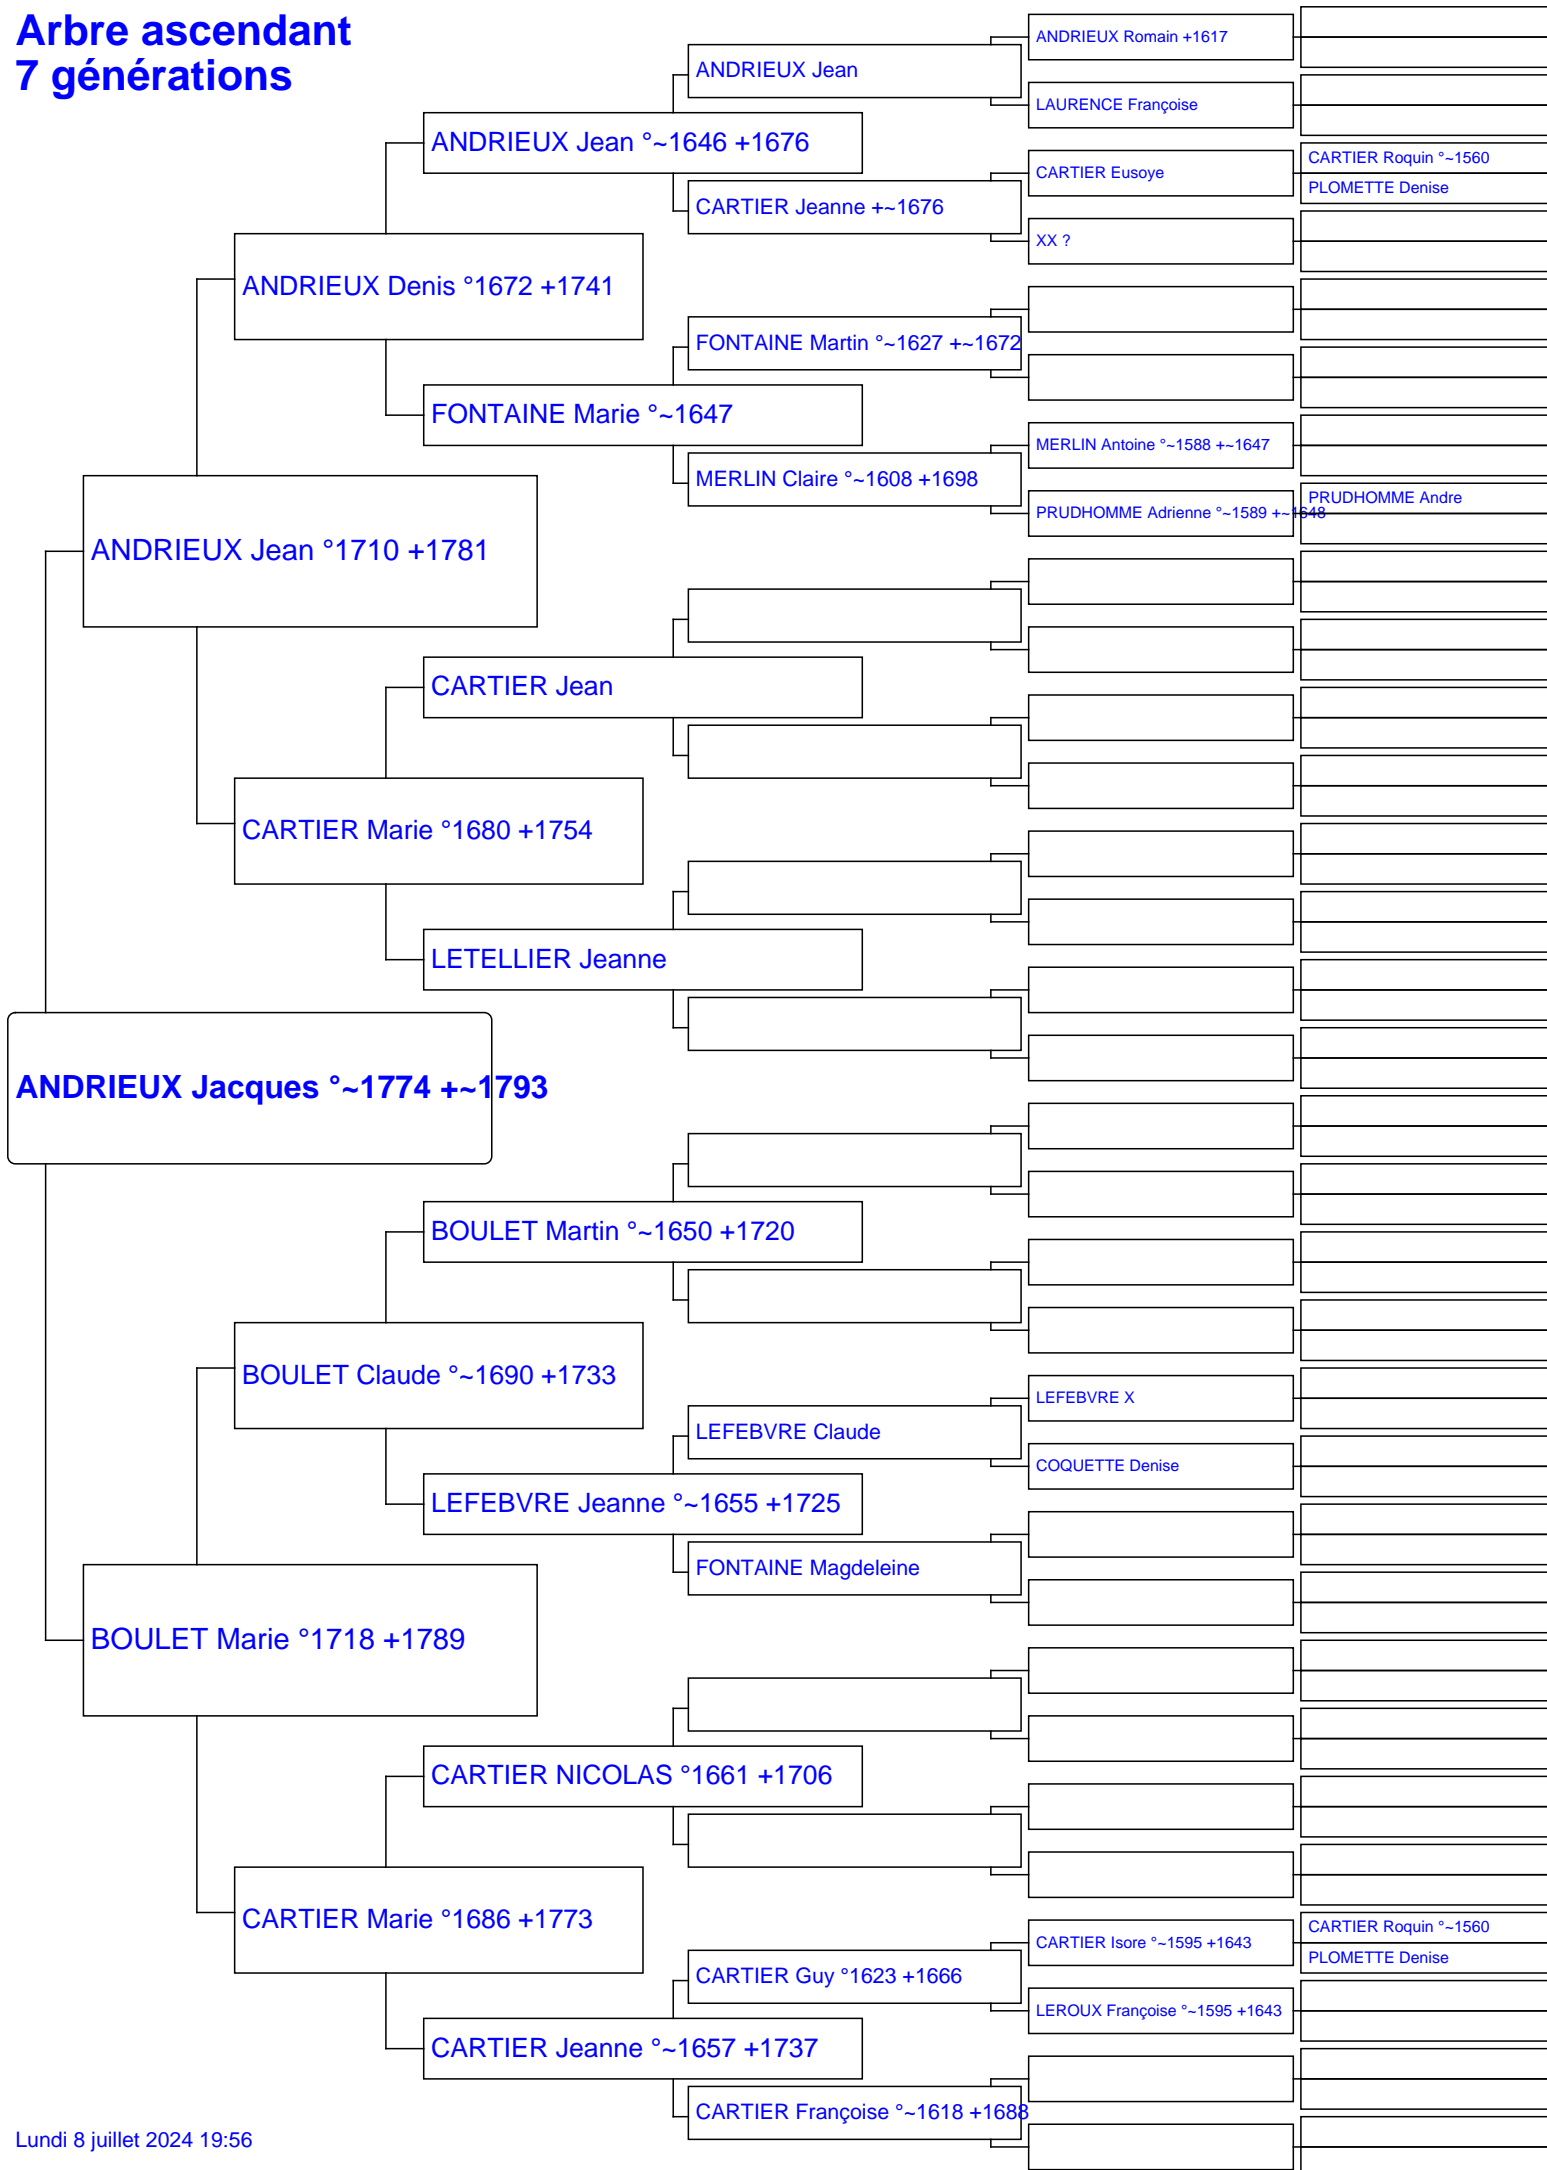 Arbre ascendant
7 générations
ANDRIEUX Romain +1617
ANDRIEUX Jean
LAURENCE Françoise
ANDRIEUX Jean °~1646 +1676
CARTIER Roquin °~1560
CARTIER Eusoye
PLOMETTE Denise
CARTIER Jeanne +~1676
XX ?
ANDRIEUX Denis °1672 +1741
FONTAINE Martin °~1627 +~1672
FONTAINE Marie °~1647
MERLIN Antoine °~1588 +~1647
MERLIN Claire °~1608 +1698
PRUDHOMME Andre
PRUDHOMME Adrienne °~1589 +~1648
ANDRIEUX Jean °1710 +1781
CARTIER Jean
CARTIER Marie °1680 +1754
LETELLIER Jeanne
ANDRIEUX Jacques °~1774 +~1793
BOULET Martin °~1650 +1720
BOULET Claude °~1690 +1733
LEFEBVRE X
LEFEBVRE Claude
COQUETTE Denise
LEFEBVRE Jeanne °~1655 +1725
FONTAINE Magdeleine
BOULET Marie °1718 +1789
CARTIER NICOLAS °1661 +1706
CARTIER Marie °1686 +1773
CARTIER Roquin °~1560
CARTIER Isore °~1595 +1643
PLOMETTE Denise
CARTIER Guy °1623 +1666
LEROUX Françoise °~1595 +1643
CARTIER Jeanne °~1657 +1737
CARTIER Françoise °~1618 +1688
Lundi 8 juillet 2024 19:56